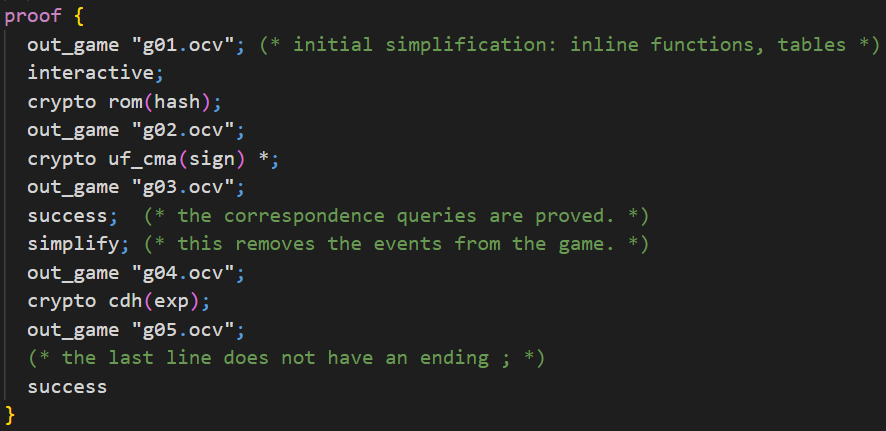 proof {
out_game "g01.ocv"; (* initial simplification: inline functions, tables *)
interactive;
crypto rom(hash);
out_game "g02.ocv";
crypto uf_cma(sign) *;
out_game "g03.ocv";
success; (* the correspondence queries are proved. *)
simplify; (* this removes the events from the game. *)
out_game "g04.ocv";
crypto cdh(exp);
out_game "g05.ocv";
(* the last line does not have an ending ; *)
success
}